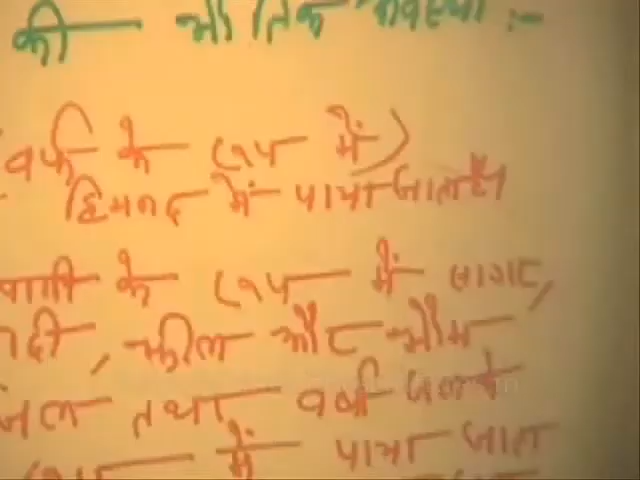 की भौतिक अवस्था :-
(बर्फ के रूप में)
हिमनद में पाया जाता है।
पानी के रूप में सागर,
नदी, झील और भौम
जल तथा वर्षा जल के
रूप में पाया जाता